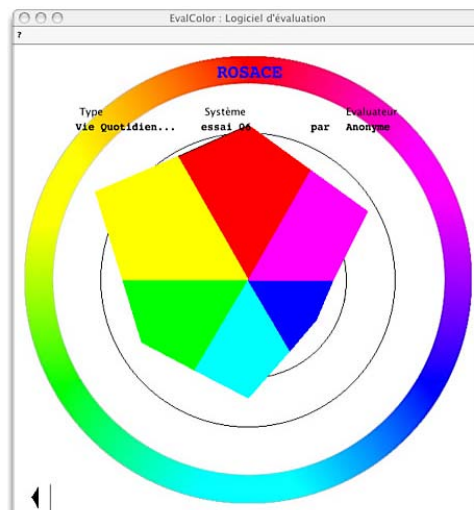 EvalColor : Logiciel d'évaluation
?
ROSACE
Type Système Evaluateur
Vie Quotidien... essai 06 par Anonyme